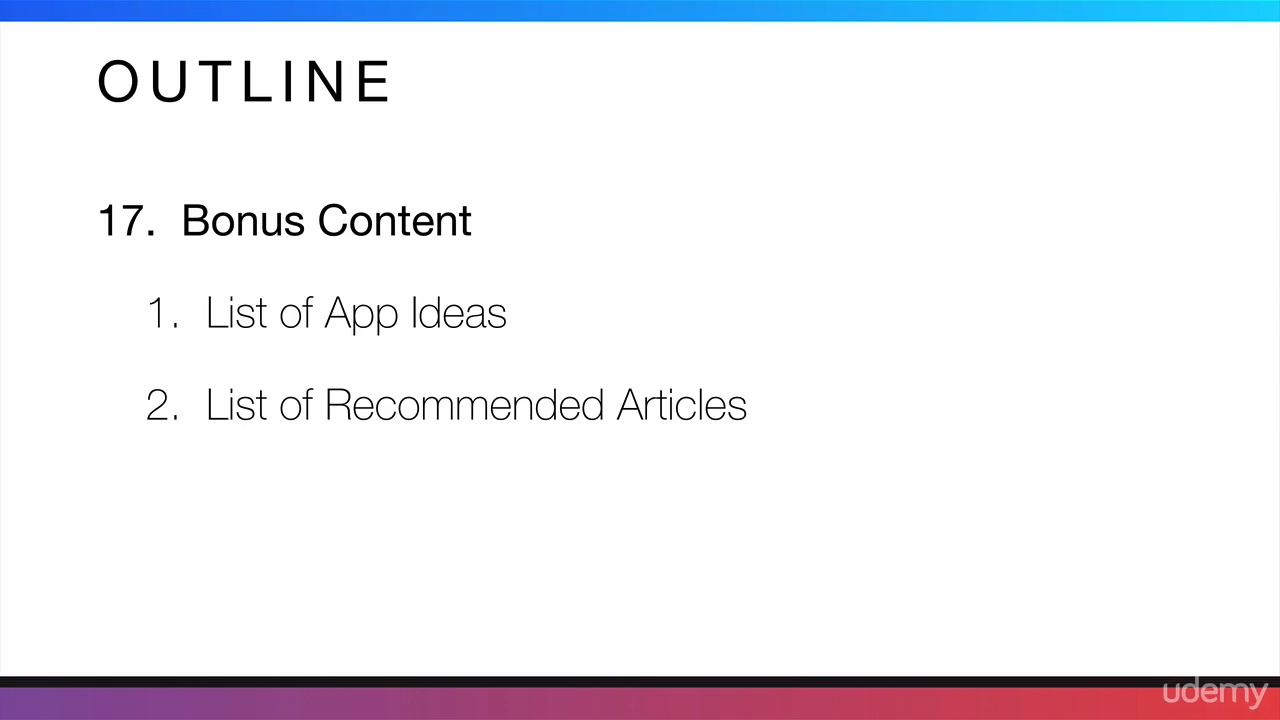 OUTLINE
17. Bonus Content
1. List of App Ideas
2. List of Recommended Articles
udemy